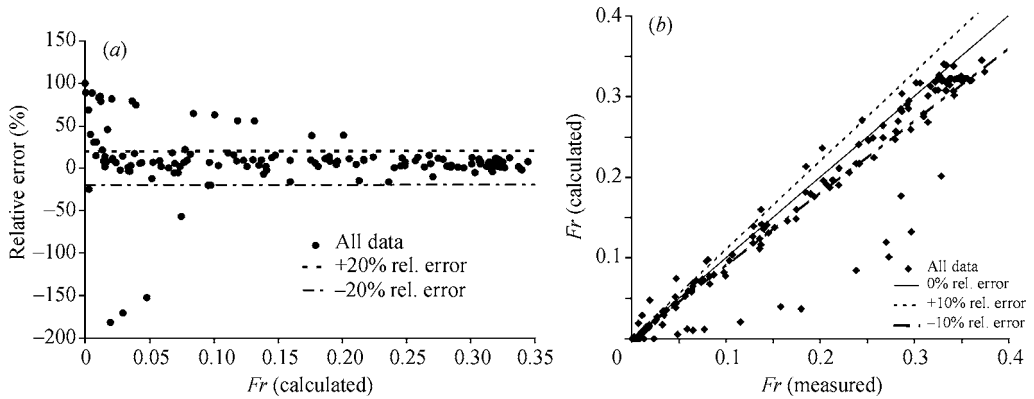 (a)
Relative error (%)
150
100
50
0
–50
–100
–150
–200
All data
+20% rel. error
–20% rel. error
0 0.05 0.10 0.15 0.20 0.25 0.30 0.35
Fr (calculated)
(b)
Fr (calculated)
0.4
0.3
0.2
0.1
All data
0% rel. error
+10% rel. error
–10% rel. error
0 0.1 0.2 0.3 0.4
Fr (measured)